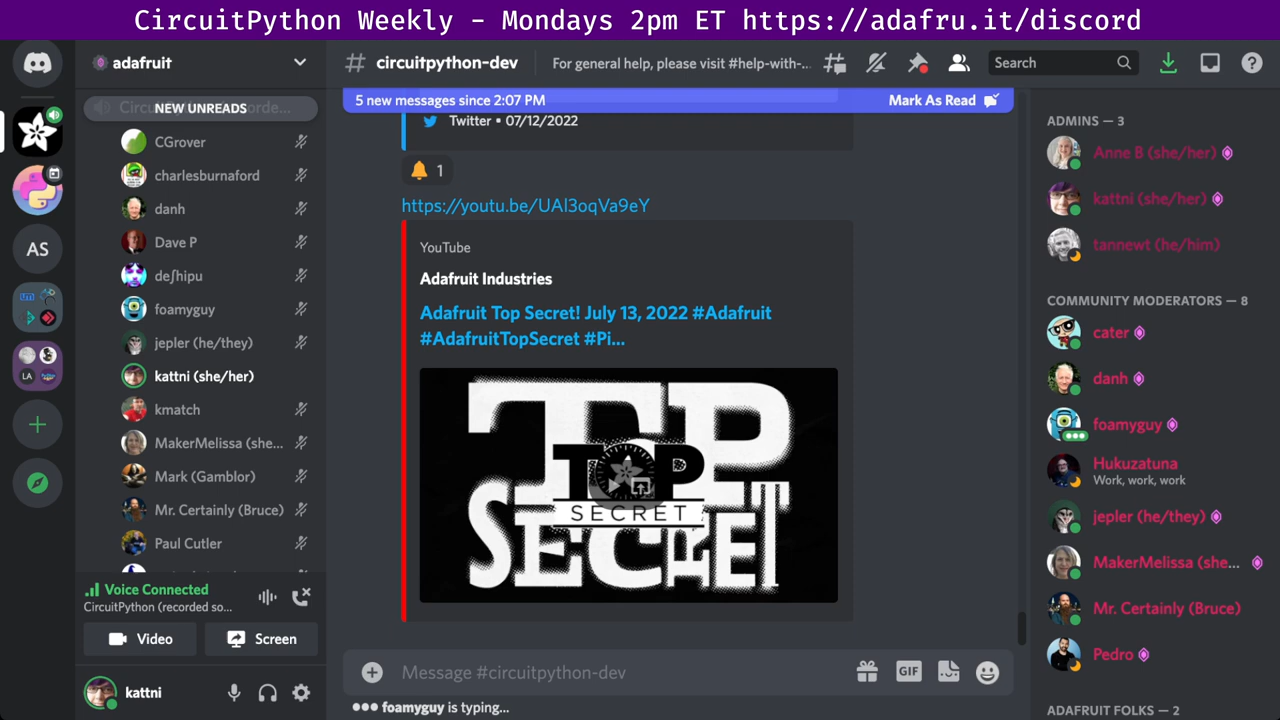 CircuitPython Weekly - Mondays 2pm ET https://adafru.it/discord
adafruit
NEW UNREADS
CGrover
charlesburnaford
danh
Dave P
deʃhipu
foamyguy
jepler (he/they)
kattni (she/her)
kmatch
MakerMelissa (she...
Mark (Gamblor)
Mr. Certainly (Bruce)
Paul Cutler
Voice Connected
CircuitPython (recorded so...
Video
Screen
kattni
AS
LA
# circuitpython-dev
For general help, please visit #help-with-...
Search
5 new messages since 2:07 PM
Mark As Read
Twitter • 07/12/2022
1
https://youtu.be/UAl3oqVa9eY
YouTube
Adafruit Industries
Adafruit Top Secret! July 13, 2022 #Adafruit
#AdafruitTopSecret #Pi...
TOP
SECRET
TOP
SECRET
Message #circuitpython-dev
GIF
foamyguy is typing...
ADMINS — 3
Anne B (she/her)
kattni (she/her)
tannewt (he/him)
COMMUNITY MODERATORS — 8
cater
danh
foamyguy
Hukuzatuna
Work, work, work
jepler (he/they)
MakerMelissa (she...
Mr. Certainly (Bruce)
Pedro
ADAFRUIT FOLKS — 2